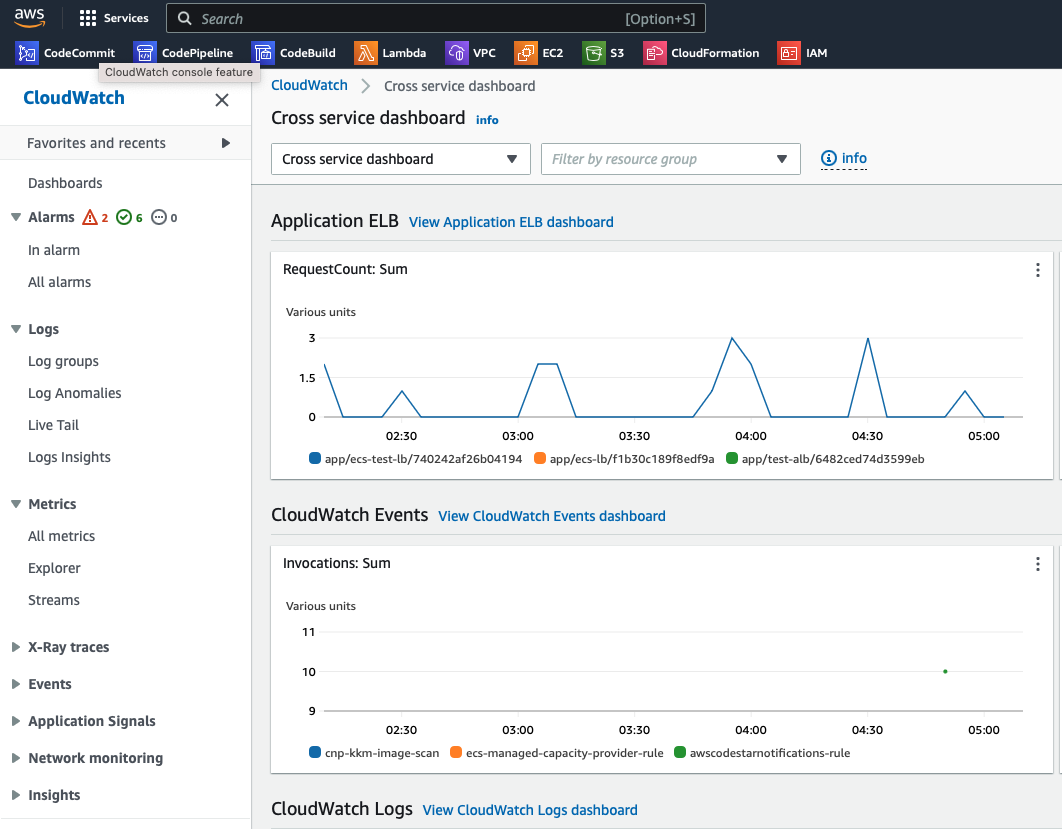 aws
Services
Search
[Option+S]
CodeCommit
CodePipeline
CodeBuild
Lambda
VPC
EC2
S3
CloudFormation
IAM
CloudWatch console feature
CloudWatch
Favorites and recents
Dashboards
Alarms 2 6 0
In alarm
All alarms
Logs
Log groups
Log Anomalies
Live Tail
Logs Insights
Metrics
All metrics
Explorer
Streams
X-Ray traces
Events
Application Signals
Network monitoring
Insights
CloudWatch
Cross service dashboard
Cross service dashboard info
Cross service dashboard
Filter by resource group
info
Application ELB View Application ELB dashboard
RequestCount: Sum
Various units
3
1.5
0
02:30 03:00 03:30 04:00 04:30 05:00
app/ecs-test-lb/740242af26b04194 app/ecs-lb/f1b30c189f8edf9a app/test-alb/6482ced74d3599eb
CloudWatch Events View CloudWatch Events dashboard
Invocations: Sum
Various units
11
10
9
02:30 03:00 03:30 04:00 04:30 05:00
cnp-kkm-image-scan ecs-managed-capacity-provider-rule awscodestarnotifications-rule
CloudWatch Logs View CloudWatch Logs dashboard